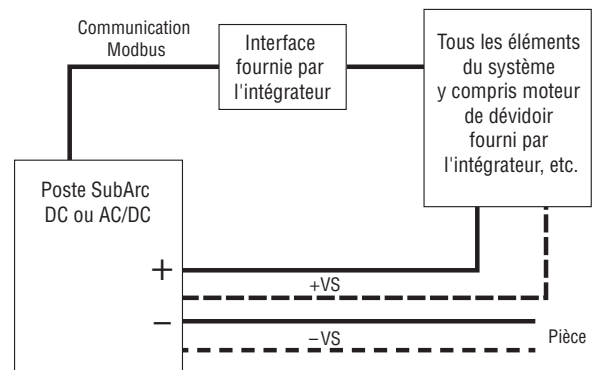 Communication
Modbus
Interface
fournie par
l'intégrateur
Tous les éléments
du système
y compris moteur
de dévidoir
fourni par
l'intégrateur, etc.
Poste SubArc
DC ou AC/DC
+
+VS
−
−VS
Pièce